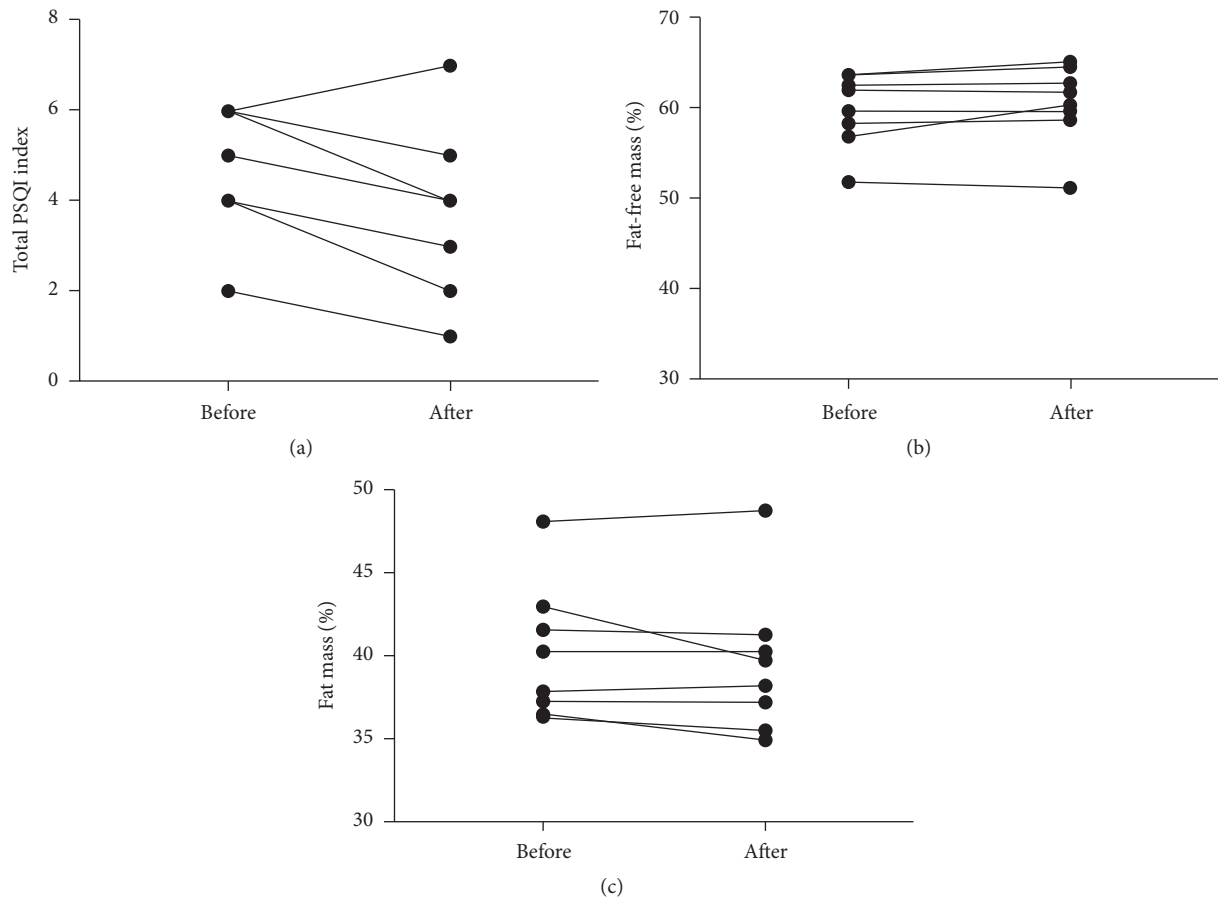 Total PSQI index
8
6
4
2
0
Before After
(a)
Fat-free mass (%)
70
60
50
40
30
Before After
(b)
Fat mass (%)
50
45
40
35
30
Before After
(c)